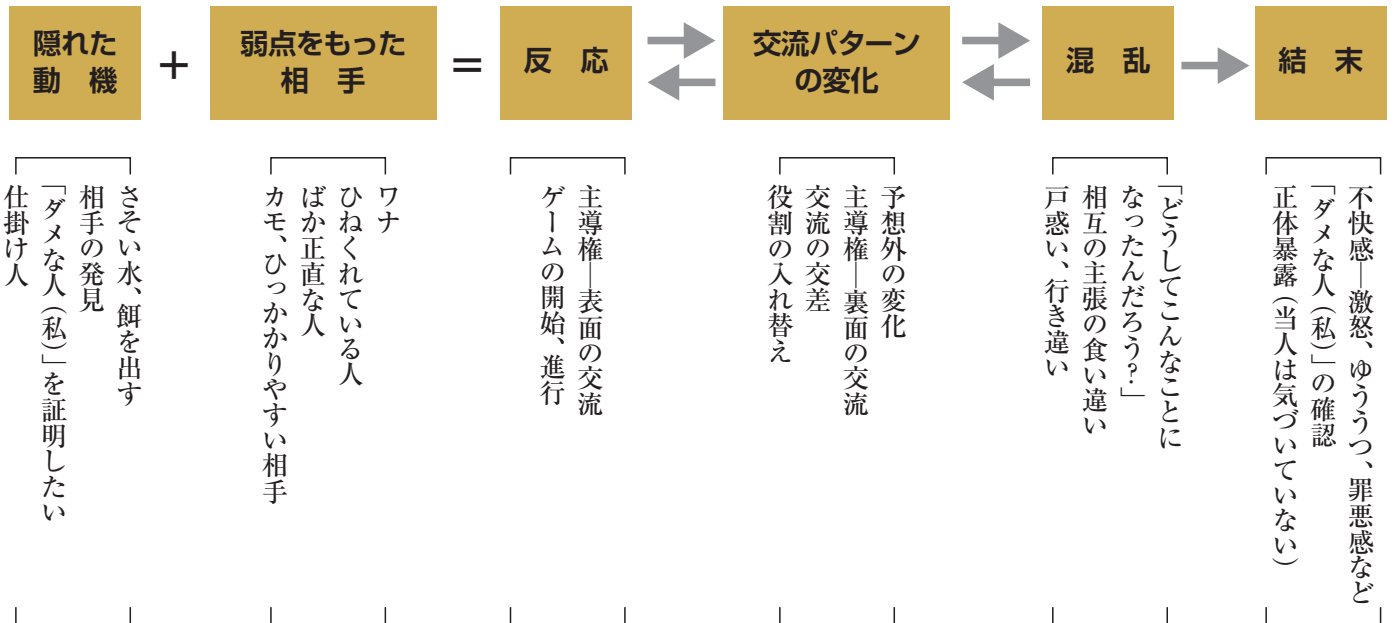 隠れた
動　機
＋
弱点をもった
相　手
＝
反　応
交流パターン
の変化
混　乱
結　末
さそい水、餌を出す
相手の発見
「ダメな人（私）」を証明したい
仕掛け人
ワナ
ひねくれている人
ばか正直な人
カモ、ひっかかりやすい相手
主導権―表面の交流
ゲームの開始、進行
予想外の変化
主導権―裏面の交流
交流の交差
役割の入れ替え
「どうしてこんなことに
なったんだろう？」
相互の主張の食い違い
戸惑い、行き違い
不快感―激怒、ゆううつ、罪悪感など
「ダメな人（私）」の確認
正体暴露（当人は気づいていない）